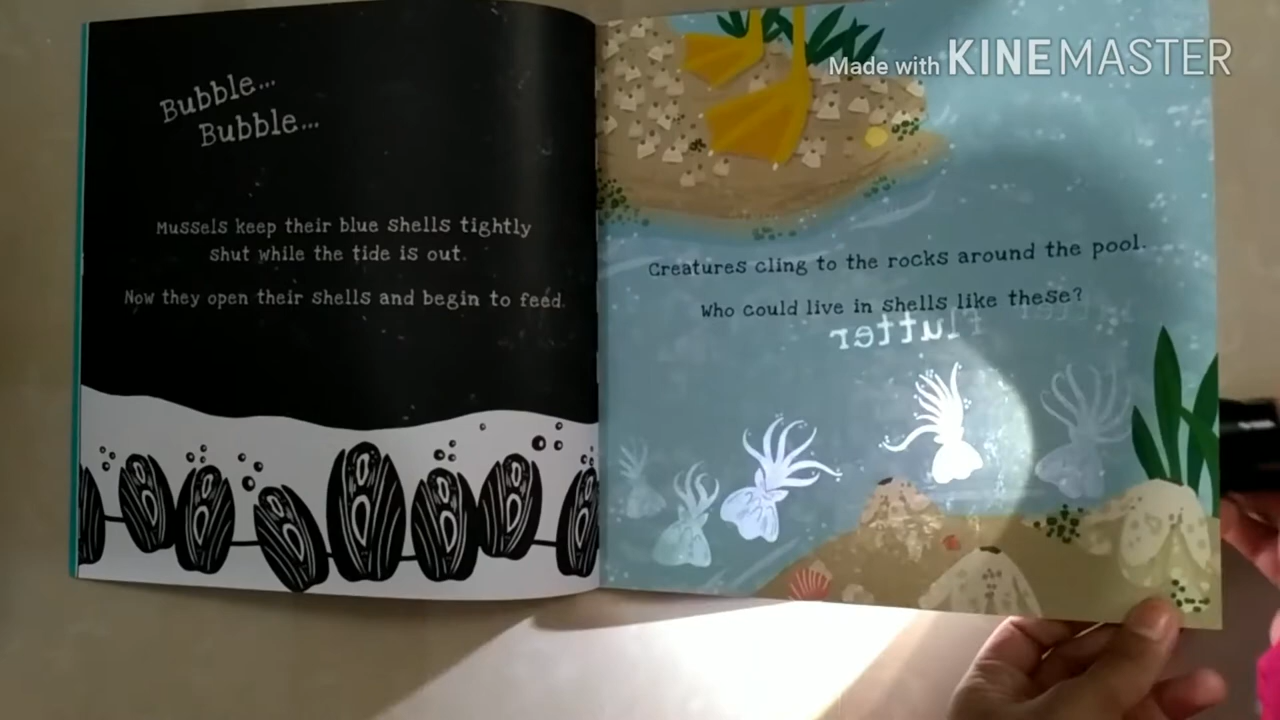 Made with KINEMASTER
Bubble...
Bubble...
Mussels keep their blue shells tightly
shut while the tide is out.
Now they open their shells and begin to feed.
Creatures cling to the rocks around the pool.
Who could live in shells like these?
flutter